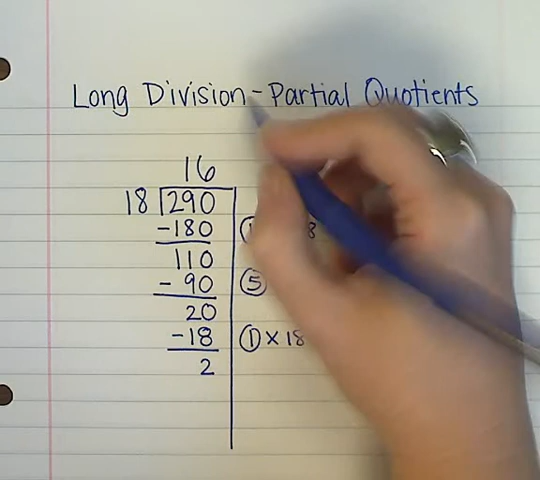 Long Division - Partial Quotients
16
18 290
-180
110
- 90 5
20
-18 1 × 18
2